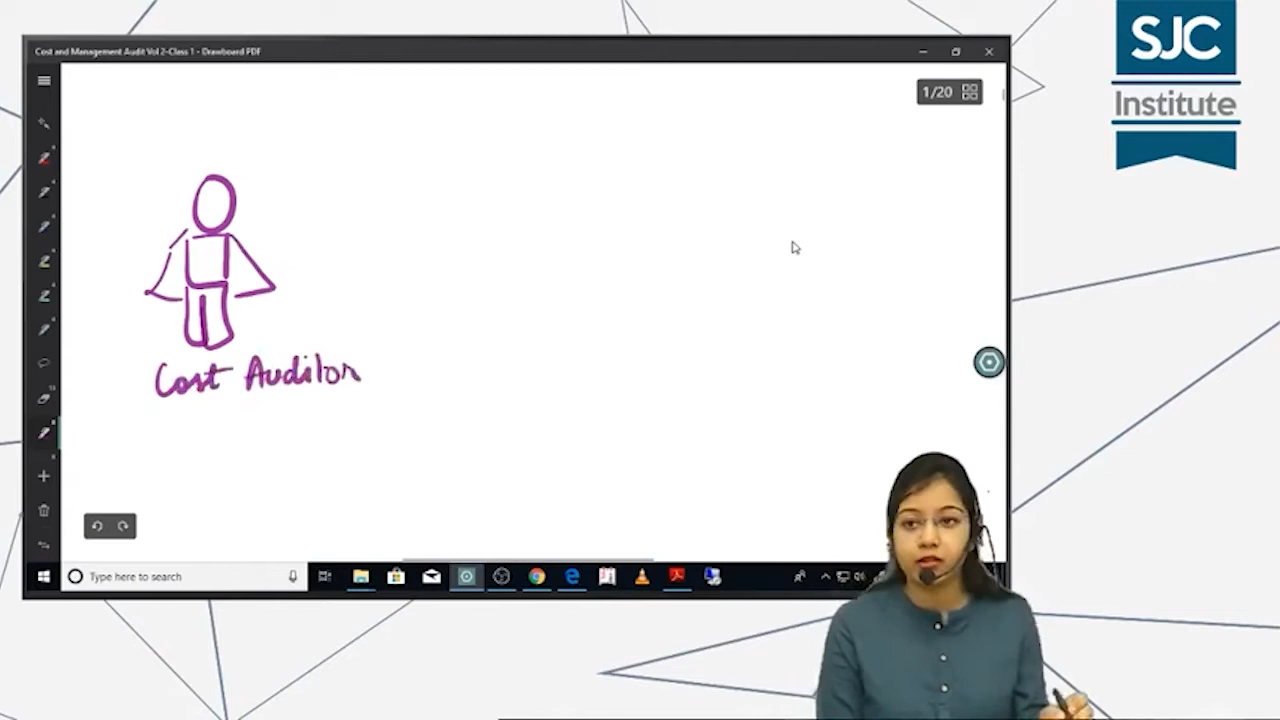 Cost and Management Audit Vol 2-Class 1 - Drawboard PDF
SJC
Institute
1/20
Cost Auditor
Type here to search